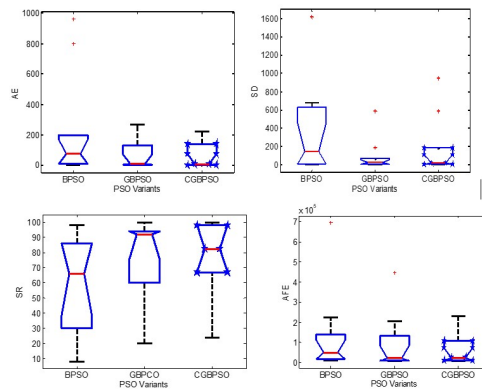 1000
800
600
400
200
0
AE
BPSO GBPSO CGBPSO
PSO Variants
1600
1400
1200
1000
800
600
400
200
0
SD
BPSO GBPSO CGBPSO
PSO Variants
100
90
80
70
60
50
40
30
20
10
SR
BPSO GBPCO CGBPSO
PSO Variants
x 10^5
7
6
5
4
3
2
1
0
AFE
BPSO GBPSO CGBPSO
PSO Variants